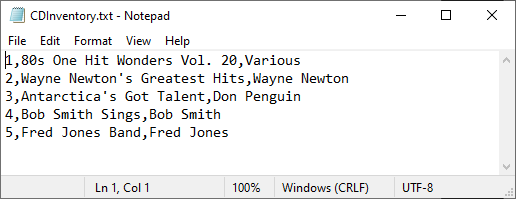 CDInventory.txt - Notepad
File Edit Format View Help
1,80s One Hit Wonders Vol. 20,Various
2,Wayne Newton's Greatest Hits,Wayne Newton
3,Antarctica's Got Talent,Don Penguin
4,Bob Smith Sings,Bob Smith
5,Fred Jones Band,Fred Jones
Ln 1, Col 1 100% Windows (CRLF) UTF-8